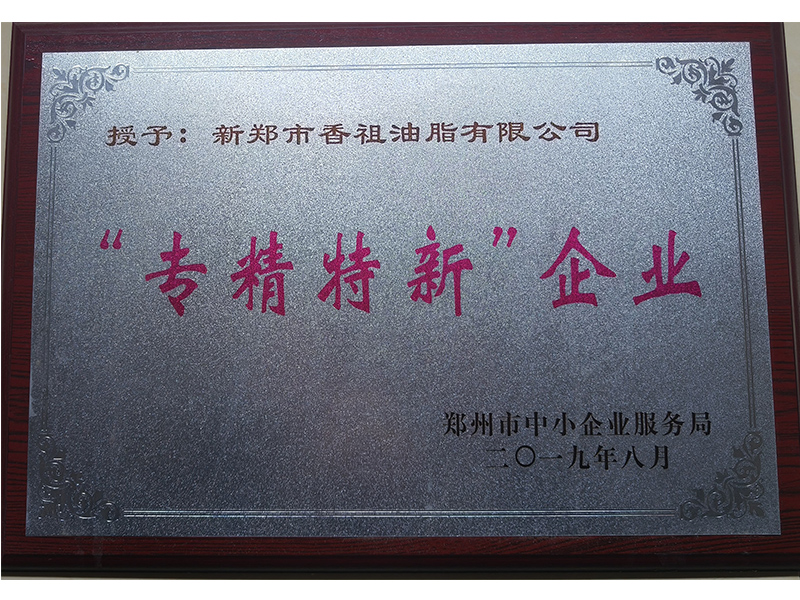 授予：新郑市香祖油脂有限公司
“专精特新”企业
郑州市中小企业服务局
二〇一九年八月